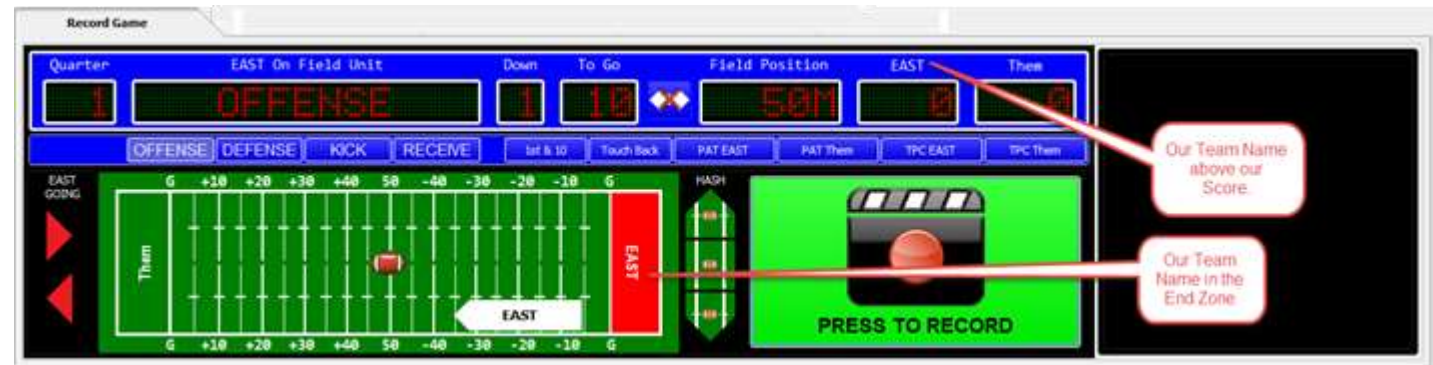 Record Game
Quarter EAST On Field Unit Down To Go Field Position EAST Them
1 OFFENSE 1 10 50M 0 0
OFFENSE DEFENSE KICK RECEIVE 1st & 10 Touch Back PAT EAST PAT Them TPC EAST TPC Them
EAST
GOING
G +10 +20 +30 +40 50 -40 -30 -20 -10 G
HASH
Them
EAST
EAST
G +10 +20 +30 +40 50 -40 -30 -20 -10 G
PRESS TO RECORD
Our Team Name
above our
Score.
Our Team
Name in the
End Zone